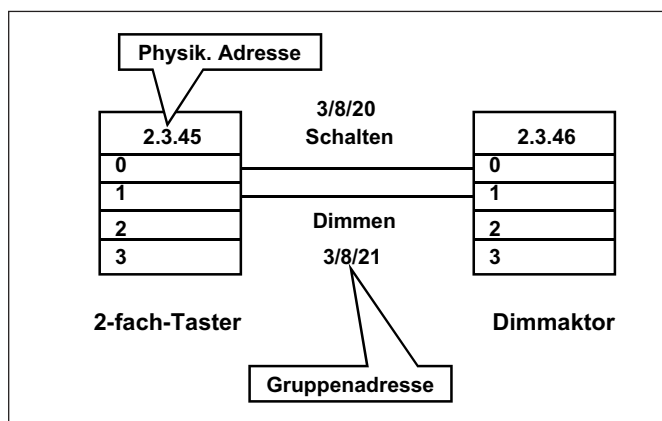 Physik. Adresse
3/8/20
Schalten
2.3.45
2.3.46
0
0
1
1
2
2
3
3
Dimmen
3/8/21
2-fach-Taster
Dimmaktor
Gruppenadresse